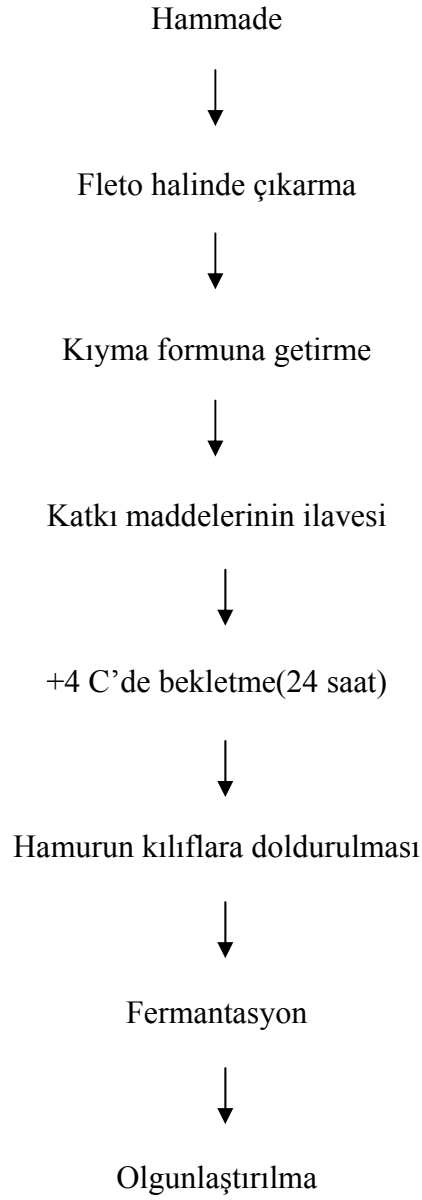 Hammade
Fleto halinde çıkarma
Kıyma formuna getirme
Katkı maddelerinin ilavesi
+4 C’de bekletme(24 saat)
Hamurun kılıflara doldurulması
Fermantasyon
Olgunlaştırılma